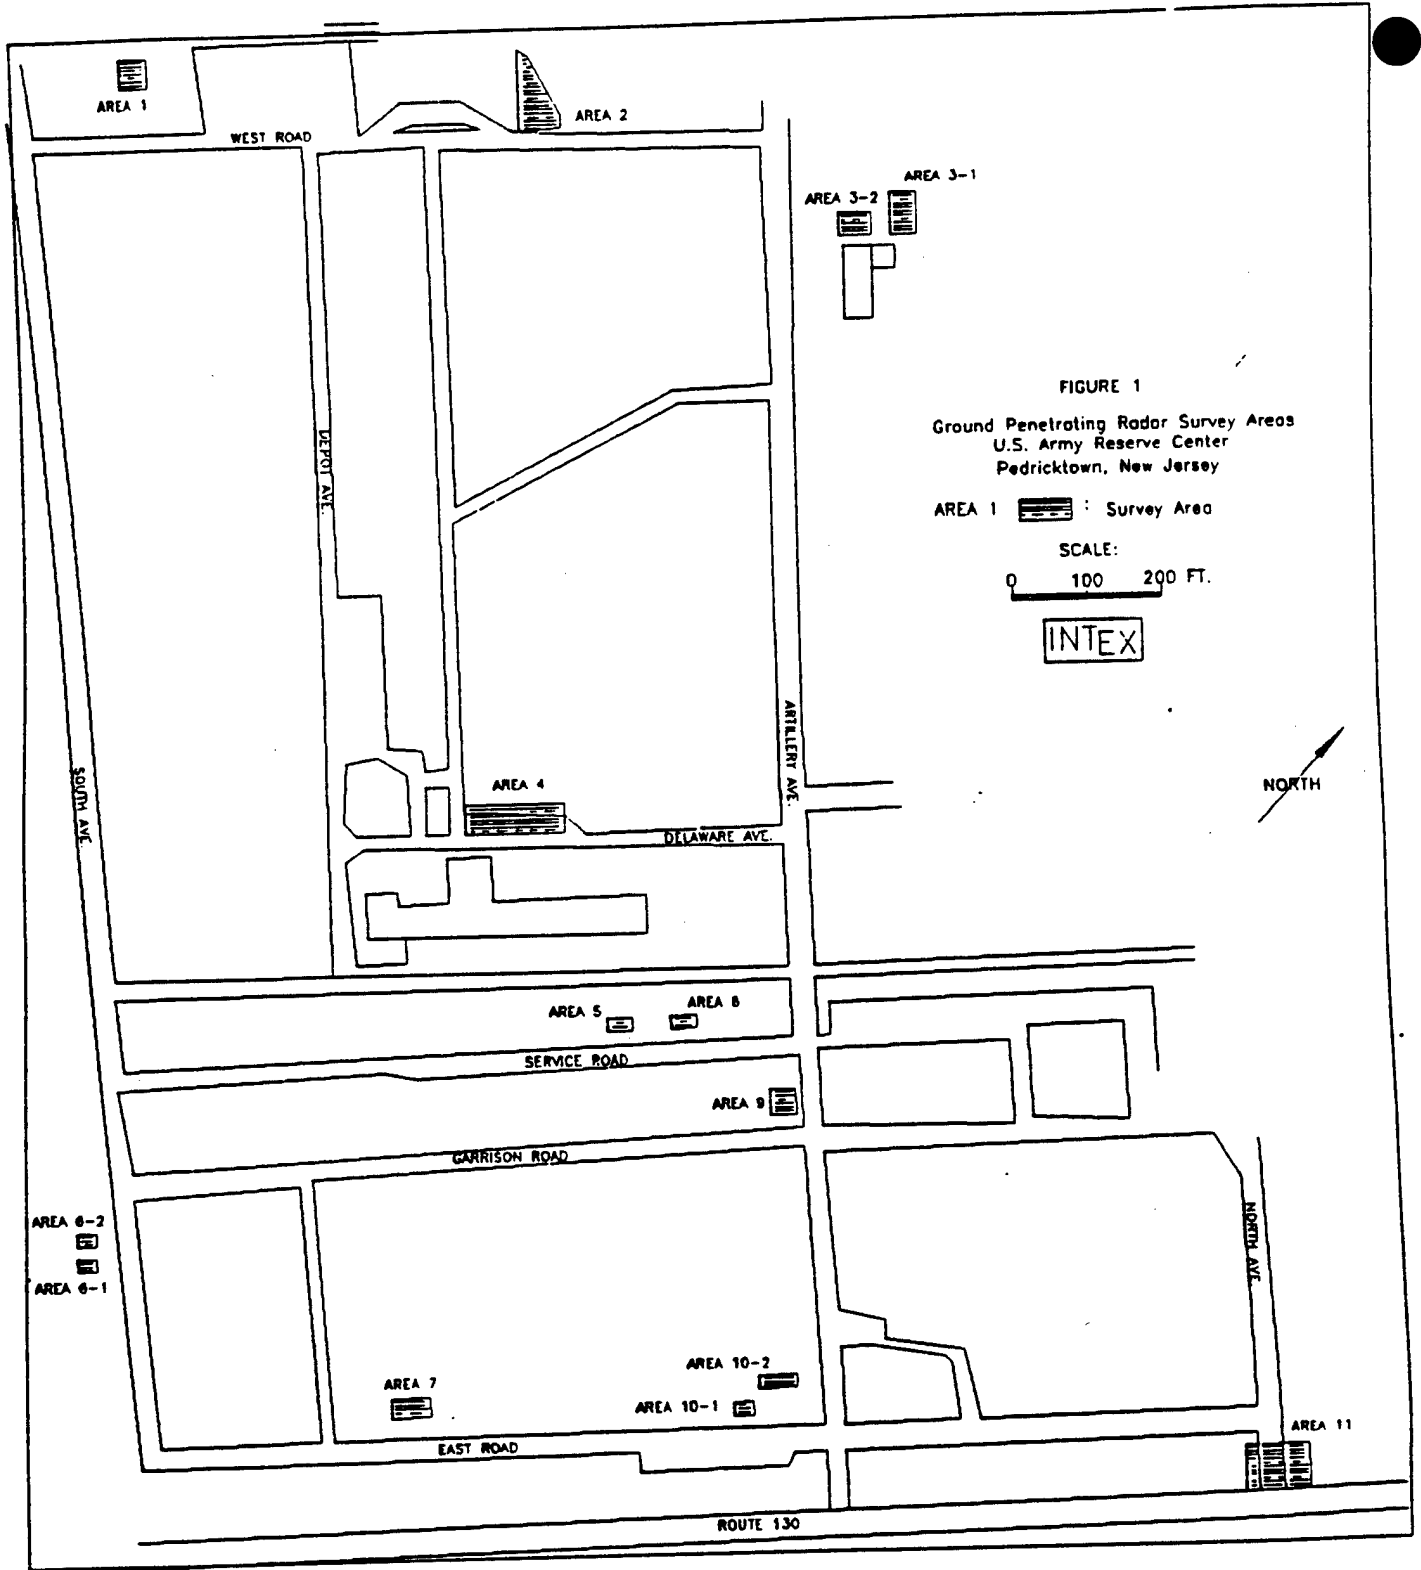 AREA 1
AREA 2
WEST ROAD
AREA 3-1
AREA 3-2
FIGURE 1
Ground Penetrating Radar Survey Areas
U.S. Army Reserve Center
Pedricktown, New Jersey
AREA 1 : Survey Area
SCALE:
0 100 200 FT.
INTEX
DEPOT AVE.
ARTILLERY AVE.
SOUTH AVE.
NORTH
AREA 4
DELAWARE AVE.
AREA 5
AREA 8
SERVICE ROAD
AREA 9
GARRISON ROAD
AREA 6-2
AREA 6-1
NORTH AVE.
AREA 10-2
AREA 7
AREA 10-1
AREA 11
EAST ROAD
ROUTE 130